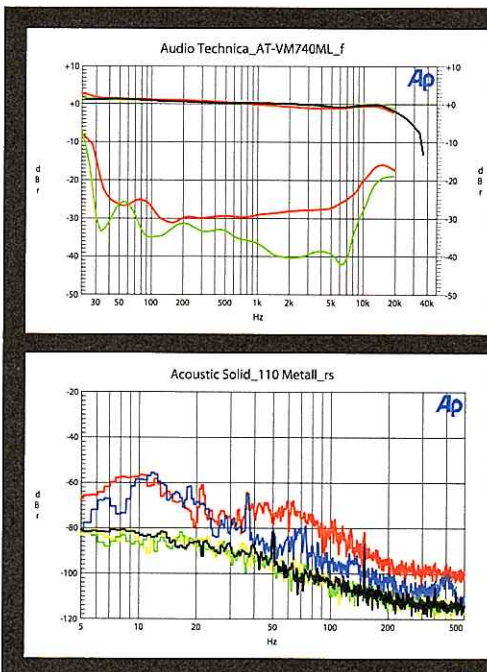 Audio Technica_AT-VM740ML_f
+10 +10
Ap
+0 +0
-10 -10
d d
B B
r r
-20 -20
-30 -30
-40 -40
-50 -50
30 50 100 200 500 1k 2k 5k 10k 20k 40k
Hz
Acoustic Solid_110 Metall_rs
-20
Ap
-40
-60
d
B
r
-80
-100
-120
5 10 20 50 100 200 500
Hz